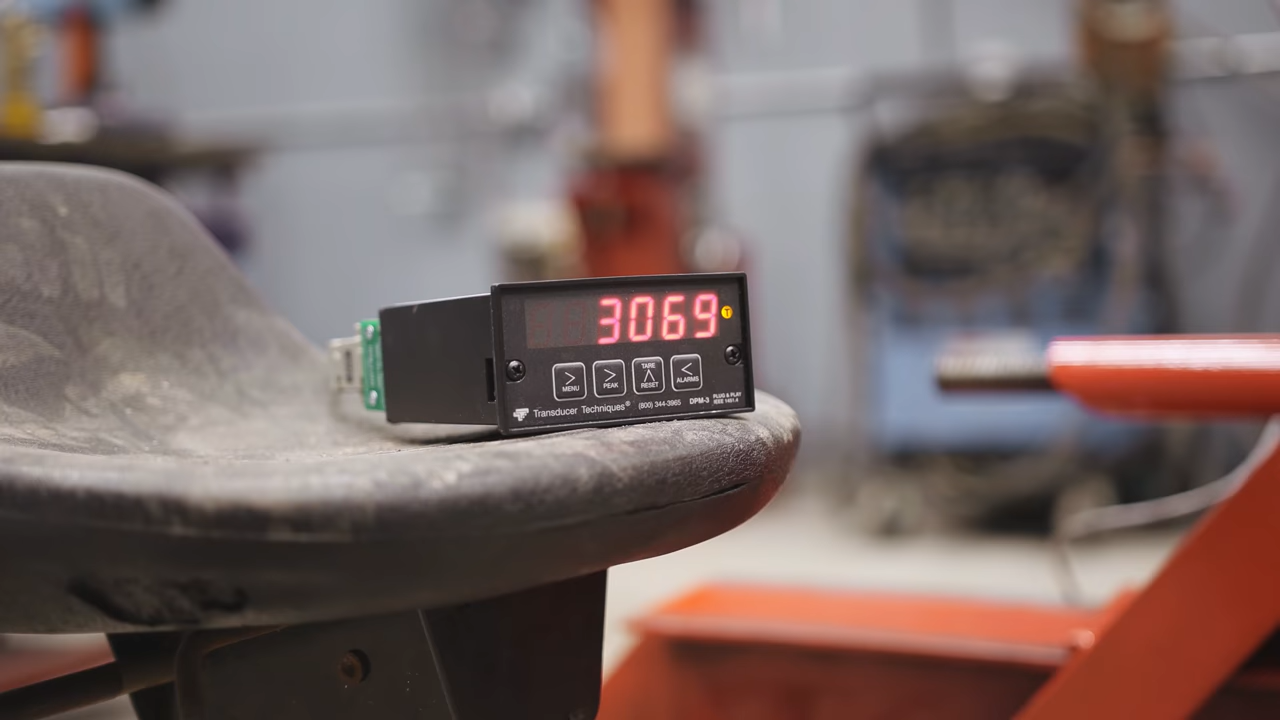 3069
T
MENU
PEAK
TARE
RESET
ALARMS
Transducer Techniques® (800) 344-3965 DPM-3 PLUG & PLAY
IEEE 1451.4